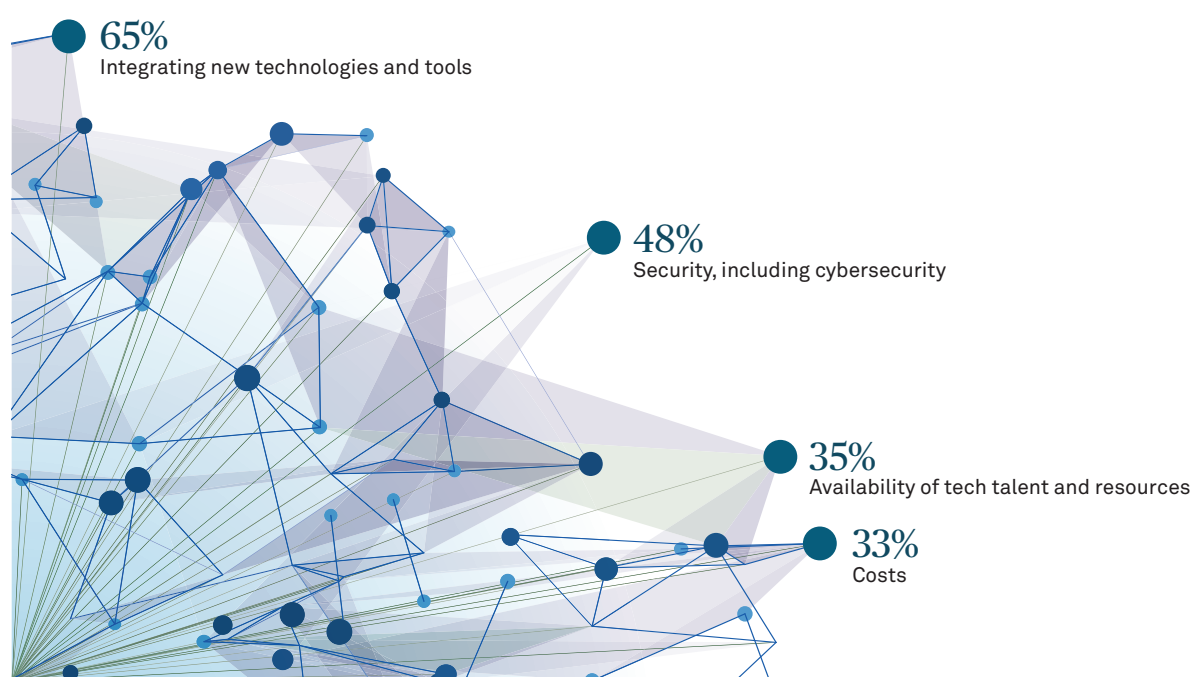 65%
Integrating new technologies and tools
48%
Security, including cybersecurity
35%
Availability of tech talent and resources
33%
Costs